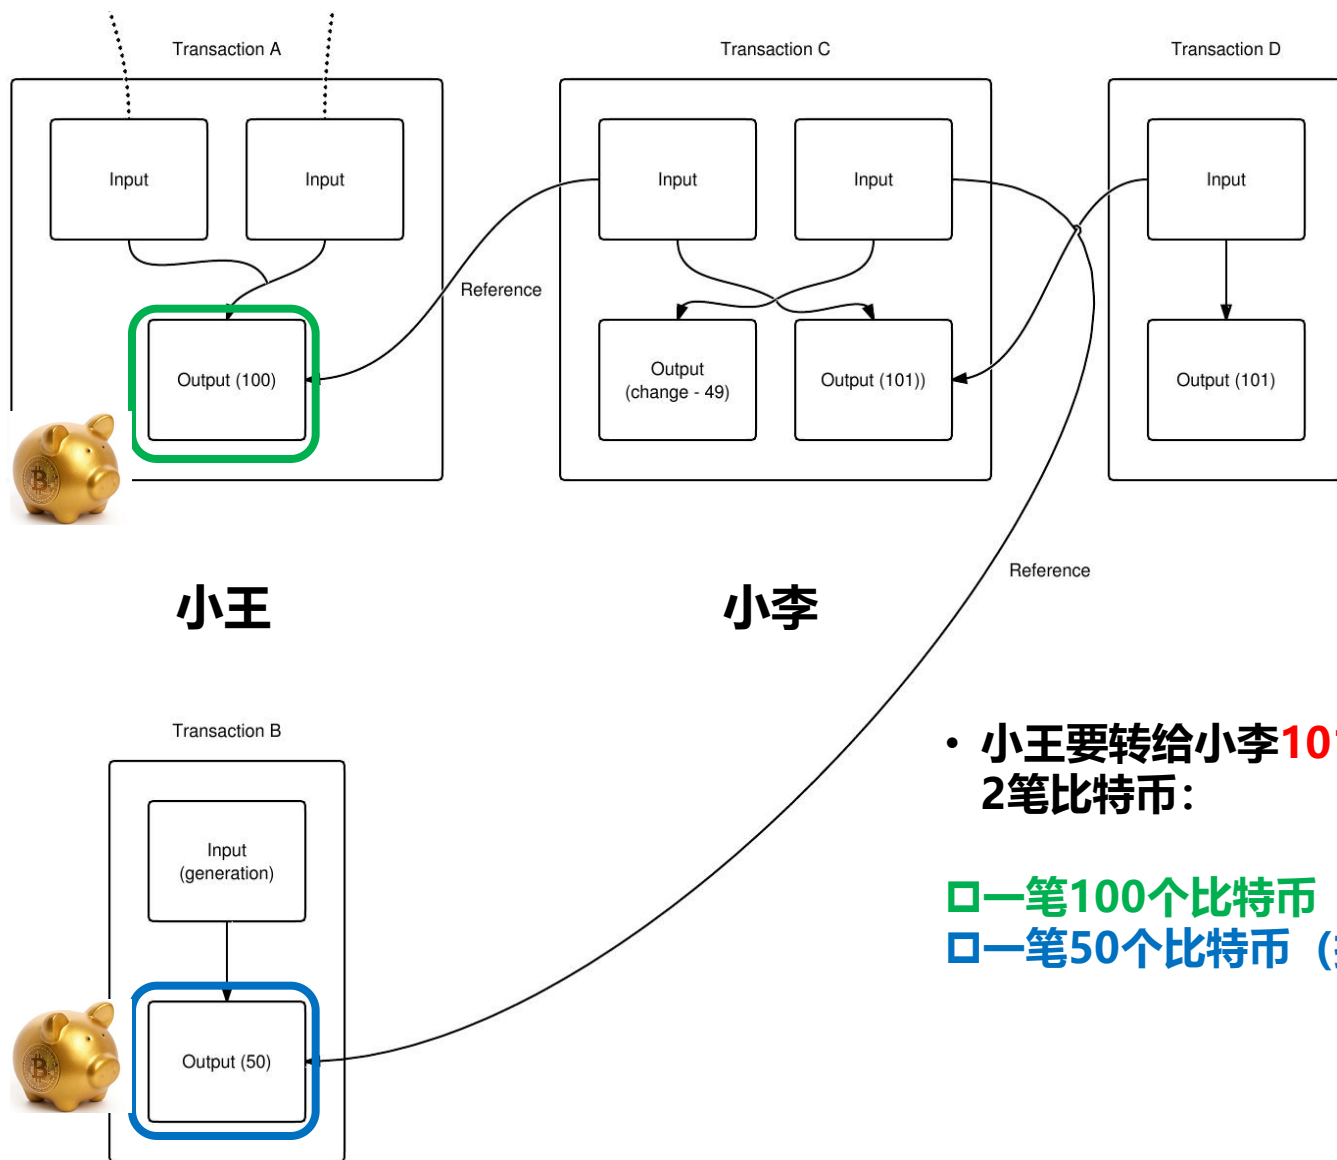 Transaction A
Transaction C
Transaction D
Input
Input
Input
Input
Input
Reference
Output (100)
Output
(change - 49)
Output (101))
Output (101)
小王
小李
Reference
Transaction B
Input
(generation)
Output (50)
• 小王要转给小李10
2笔比特币：
一笔100个比特币
一笔50个比特币（